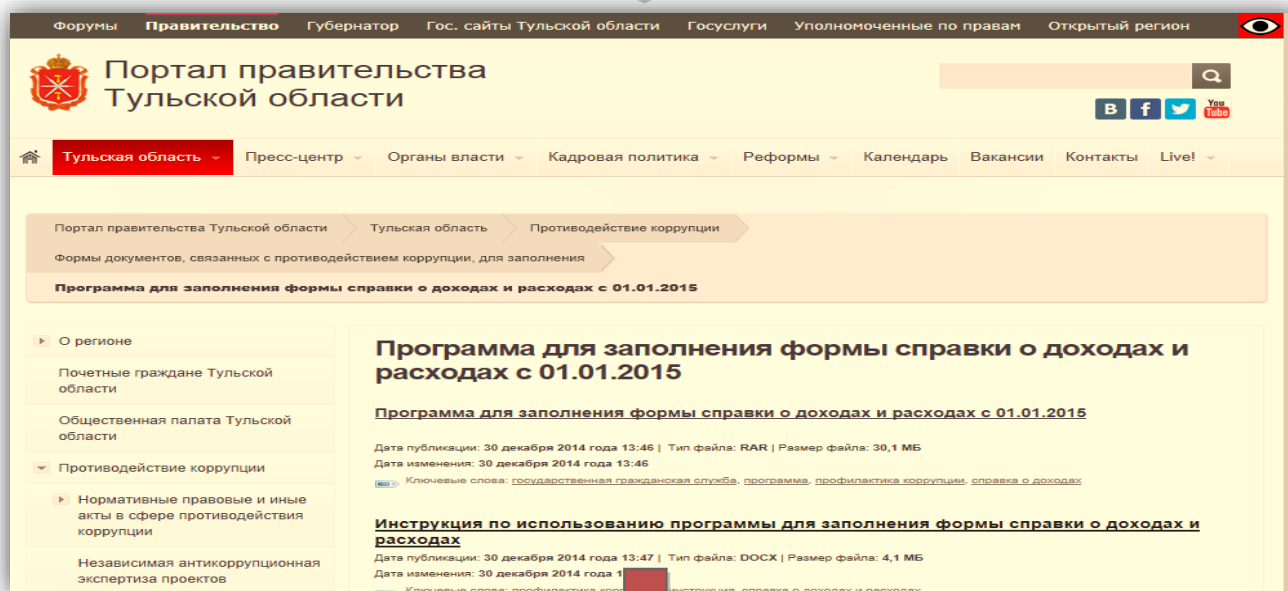 Форумы Правительство Губернатор Гос. сайты Тульской области Госуслуги Уполномоченные по правам Открытый регион
Портал правительства
Тульской области
В f You Tube
Тульская область Пресс-центр Органы власти Кадровая политика Реформы Календарь Вакансии Контакты Live!
Портал правительства Тульской области Тульская область Противодействие коррупции
Формы документов, связанных с противодействием коррупции, для заполнения
Программа для заполнения формы справки о доходах и расходах с 01.01.2015
О регионе
Почетные граждане Тульской
области
Общественная палата Тульской
области
Противодействие коррупции
Нормативные правовые и иные
акты в сфере противодействия
коррупции
Независимая антикоррупционная
экспертиза проектов
Программа для заполнения формы справки о доходах и
расходах с 01.01.2015
Программа для заполнения формы справки о доходах и расходах с 01.01.2015
Дата публикации: 30 декабря 2014 года 13:46 | Тип файла: RAR | Размер файла: 30,1 МБ
Дата изменения: 30 декабря 2014 года 13:46
Ключевые слова: государственная гражданская служба, программа, профилактика коррупции, справка о доходах
Инструкция по использованию программы для заполнения формы справки о доходах и
расходах
Дата публикации: 30 декабря 2014 года 13:47 | Тип файла: DOCX | Размер файла: 4,1 МБ
Дата изменения: 30 декабря 2014 года 1
Ключевые слова: профилактика инструкция, справка о доходах и расходах